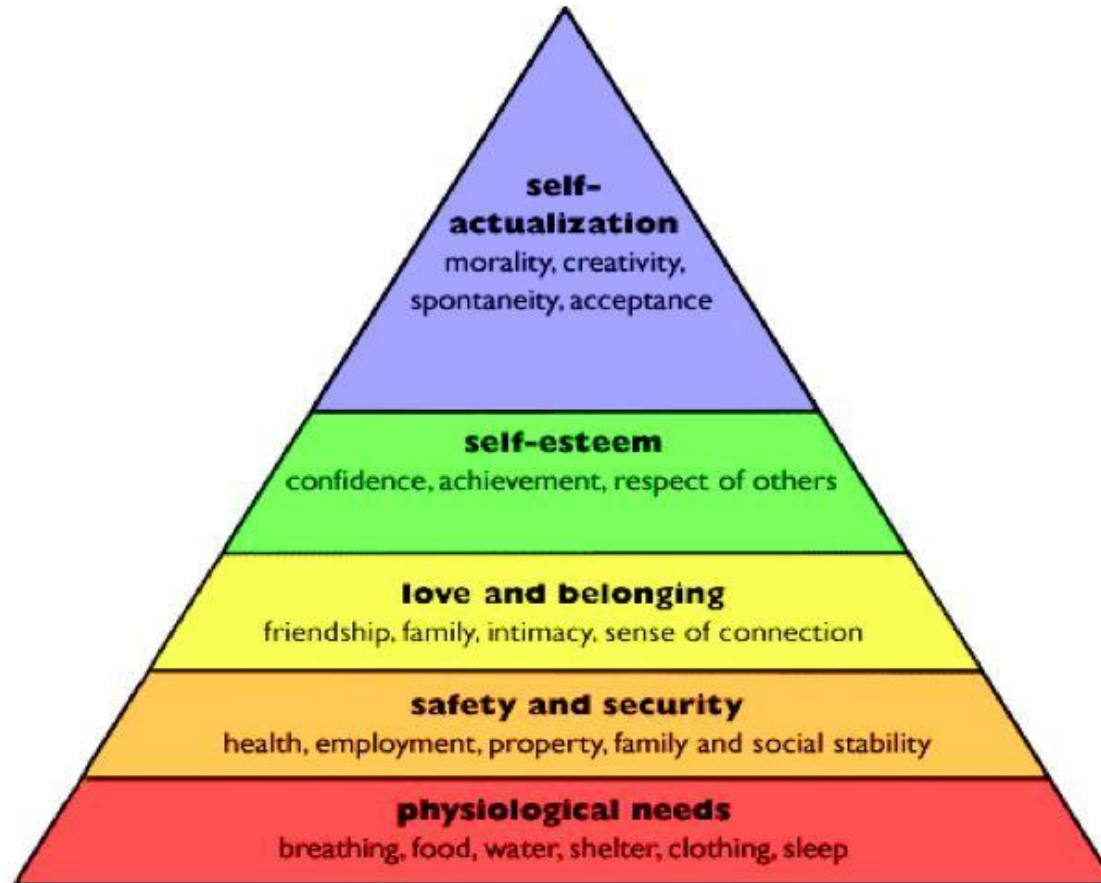 self-
actualization
morality, creativity,
spontaneity, acceptance
self-esteem
confidence, achievement, respect of others
love and belonging
friendship, family, intimacy, sense of connection
safety and security
health, employment, property, family and social stability
physiological needs
breathing, food, water, shelter, clothing, sleep